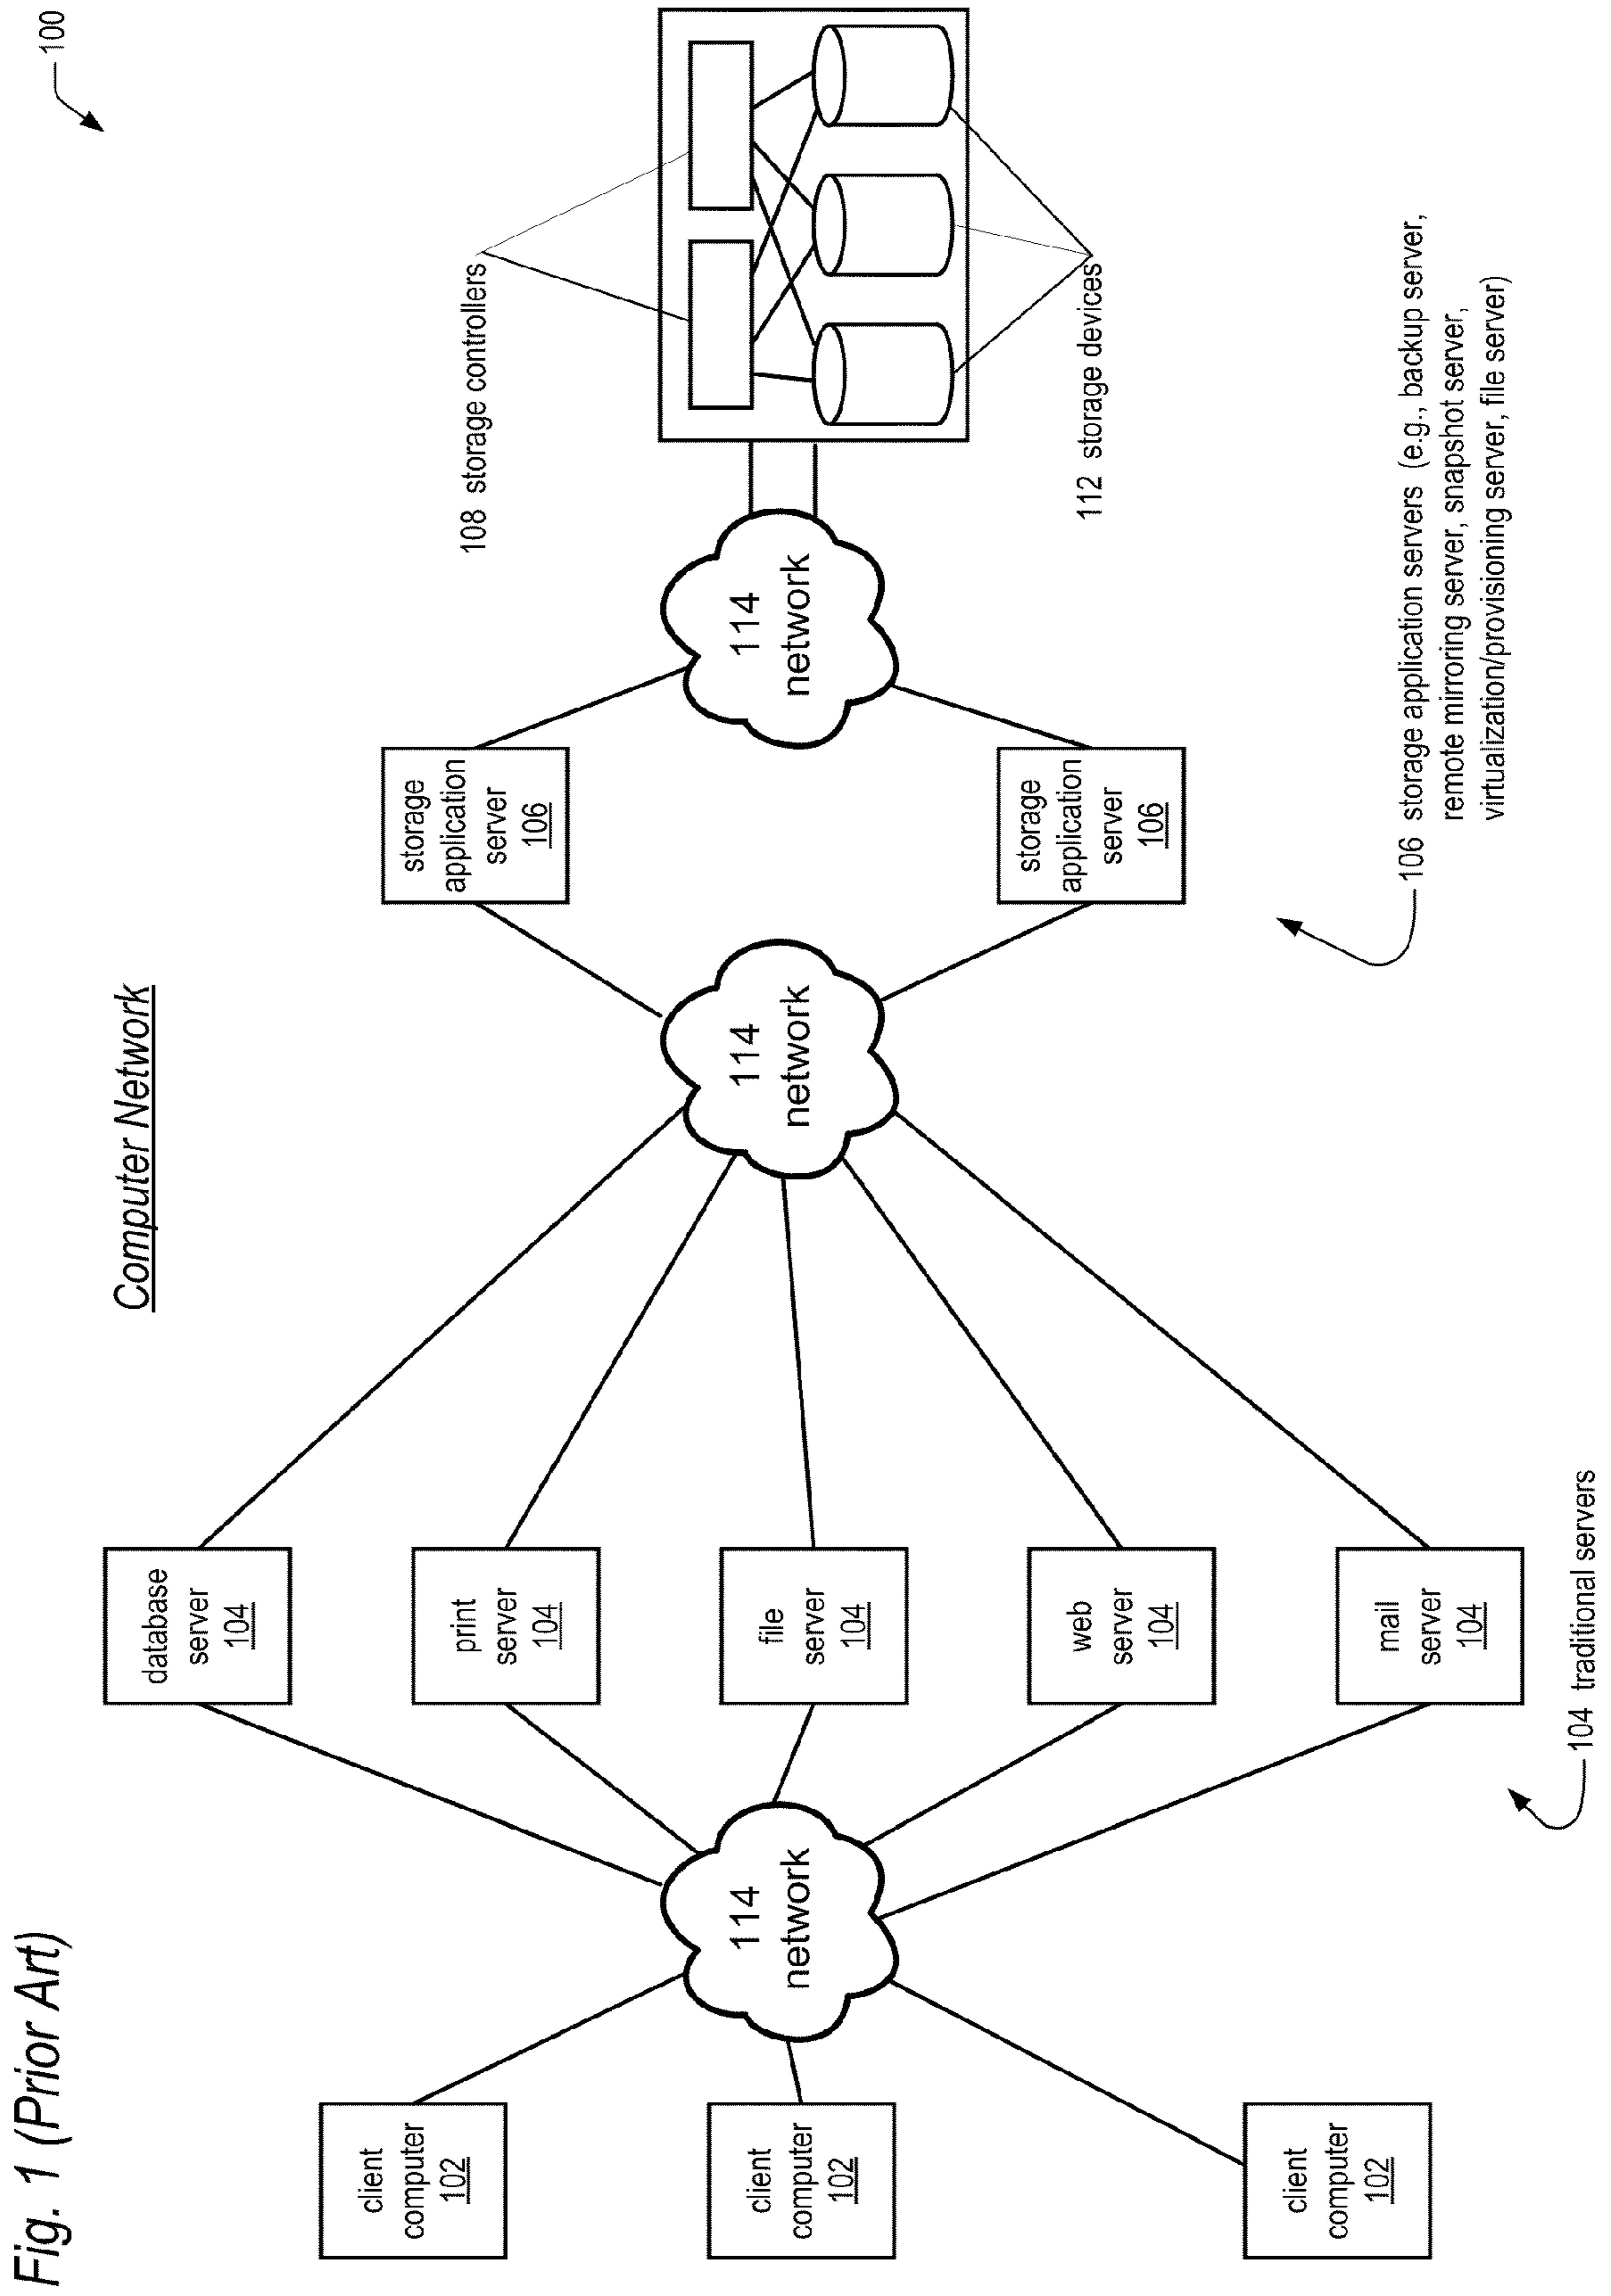 Fig. 1 (Prior Art)
Computer Network
100
client
computer
102
client
computer
102
client
computer
102
114
network
database
server
104
print
server
104
file
server
104
web
server
104
mail
server
104
104 traditional servers
114
network
storage
application
server
106
storage
application
server
106
106 storage application servers (e.g., backup server,
remote mirroring server, snapshot server,
virtualization/provisioning server, file server)
114
network
108 storage controllers
112 storage devices